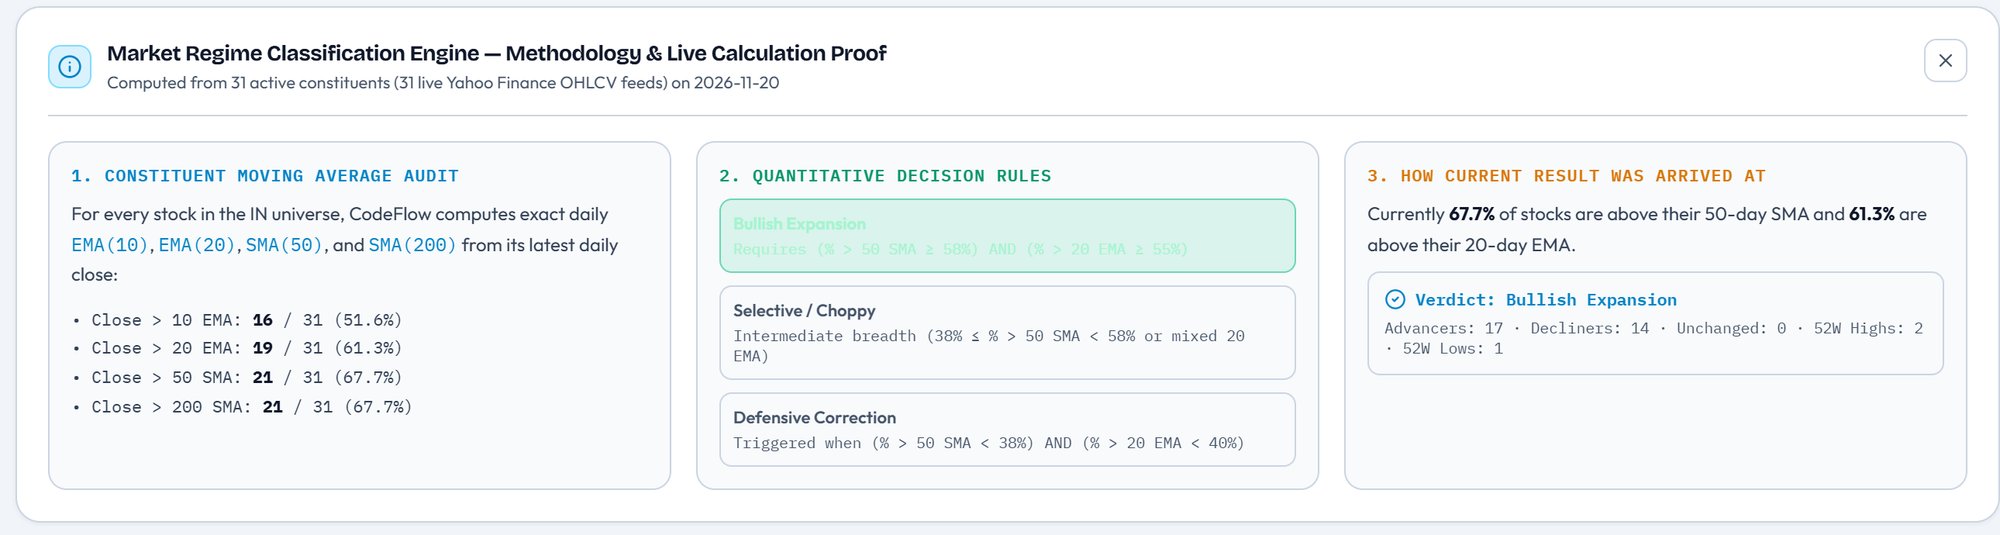 Market Regime Classification Engine — Methodology & Live Calculation Proof
Computed from 31 active constituents (31 live Yahoo Finance OHLCV feeds) on 2026-11-20
1. CONSTITUENT MOVING AVERAGE AUDIT
For every stock in the IN universe, CodeFlow computes exact daily
EMA(10), EMA(20), SMA(50), and SMA(200) from its latest daily
close:
• Close > 10 EMA: 16 / 31 (51.6%)
• Close > 20 EMA: 19 / 31 (61.3%)
• Close > 50 SMA: 21 / 31 (67.7%)
• Close > 200 SMA: 21 / 31 (67.7%)
2. QUANTITATIVE DECISION RULES
Bullish Expansion
Requires (% > 50 SMA ≥ 58%) AND (% > 20 EMA ≥ 55%)
Selective / Choppy
Intermediate breadth (38% ≤ % > 50 SMA < 58% or mixed 20
EMA)
Defensive Correction
Triggered when (% > 50 SMA < 38%) AND (% > 20 EMA < 40%)
3. HOW CURRENT RESULT WAS ARRIVED AT
Currently 67.7% of stocks are above their 50-day SMA and 61.3% are
above their 20-day EMA.
Verdict: Bullish Expansion
Advancers: 17 · Decliners: 14 · Unchanged: 0 · 52W Highs: 2
· 52W Lows: 1